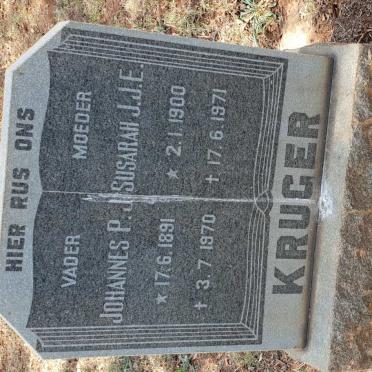 HIER RUS ONS
VADER
JOHANNES P. J.
* 17.6.1891
† 3.7.1970
MOEDER
SUSARAH J.J.E.
* 2.1.1900
† 17.6.1971
KRUGER